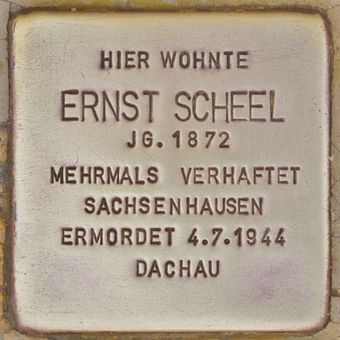 HIER WOHNTE
ERNST SCHEEL
JG. 1872
MEHRMALS VERHAFTET
SACHSENHAUSEN
ERMORDET 4.7.1944
DACHAU